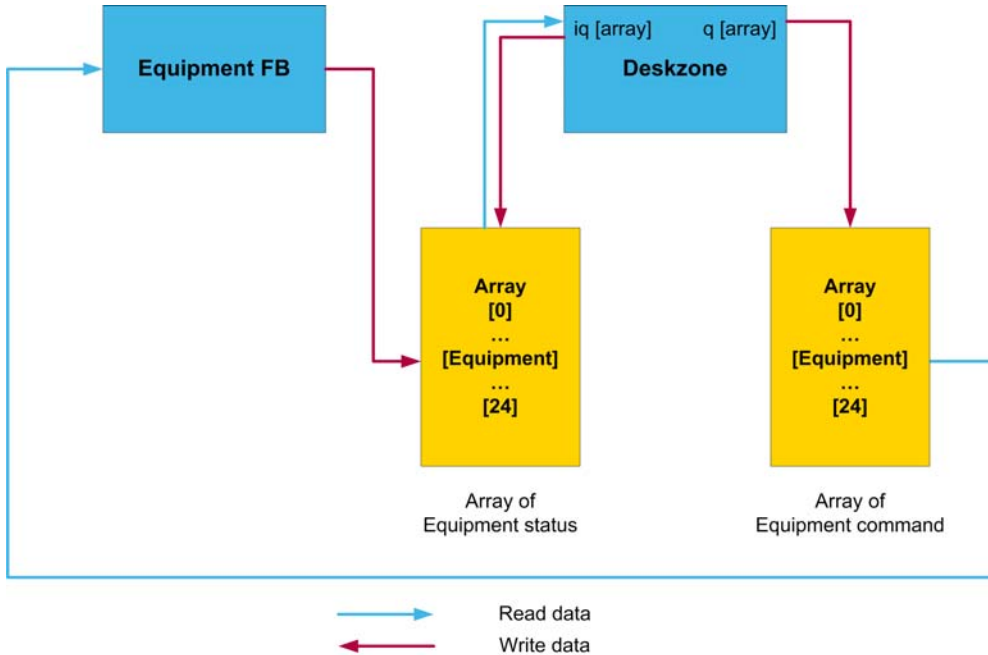 iq [array] q [array]
Equipment FB
Deskzone
Array
[0]
…
[Equipment]
…
[24]
Array
[0]
…
[Equipment]
…
[24]
Array of
Equipment status
Array of
Equipment command
Read data
Write data